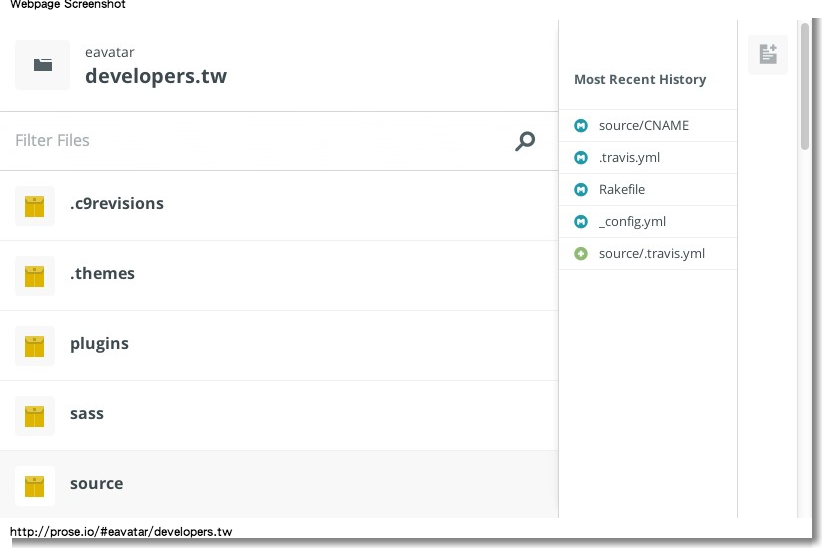 Webpage Screenshot
eavatar
developers.tw
Filter Files
.c9revisions
.themes
plugins
sass
source
Most Recent History
source/CNAME
.travis.yml
Rakefile
_config.yml
source/.travis.yml
http://prose.io/#eavatar/developers.tw